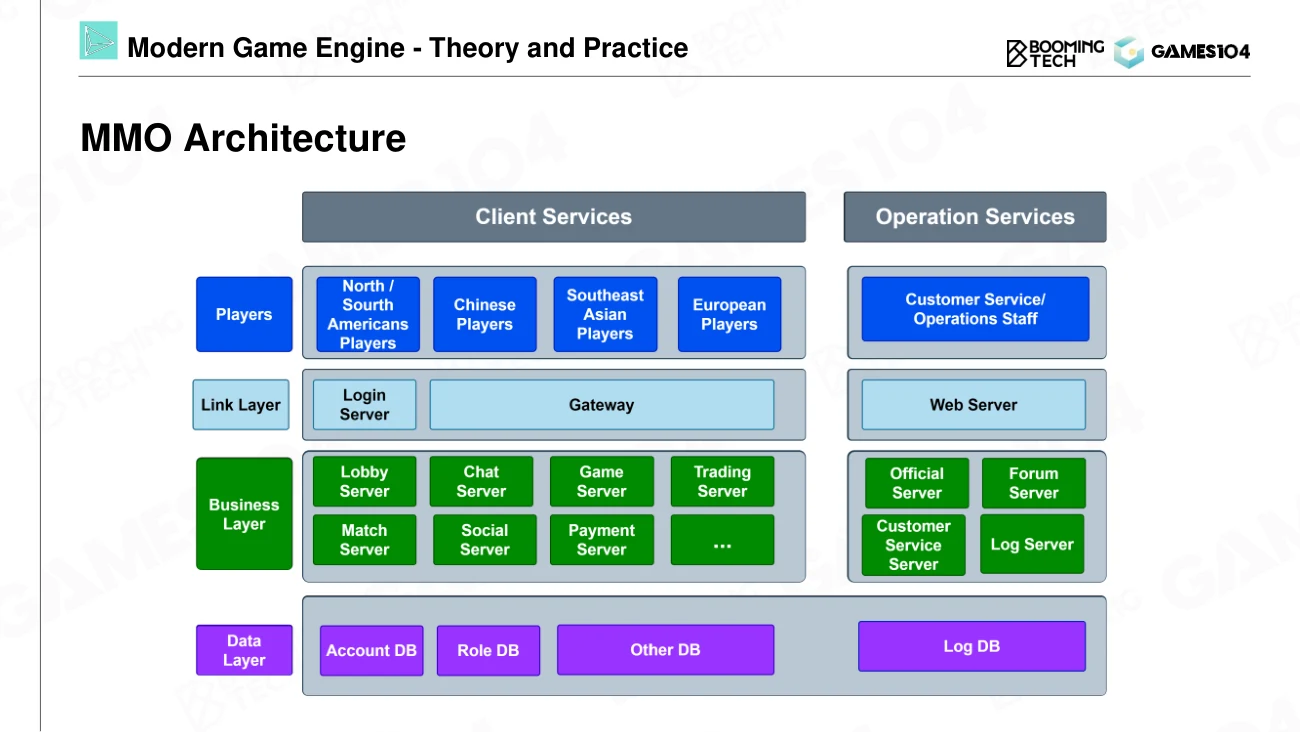 Modern Game Engine - Theory and Practice
BOOMING
TECH
GAMES104
MMO Architecture
Client Services
Operation Services
Players
North /
Sourth
Americans
Players
Chinese
Players
Southeast
Asian
Players
European
Players
Customer Service/
Operations Staff
Link Layer
Login
Server
Gateway
Web Server
Business
Layer
Lobby
Server
Chat
Server
Game
Server
Trading
Server
Match
Server
Social
Server
Payment
Server
...
Official
Server
Forum
Server
Customer
Service
Server
Log Server
Data
Layer
Account DB
Role DB
Other DB
Log DB